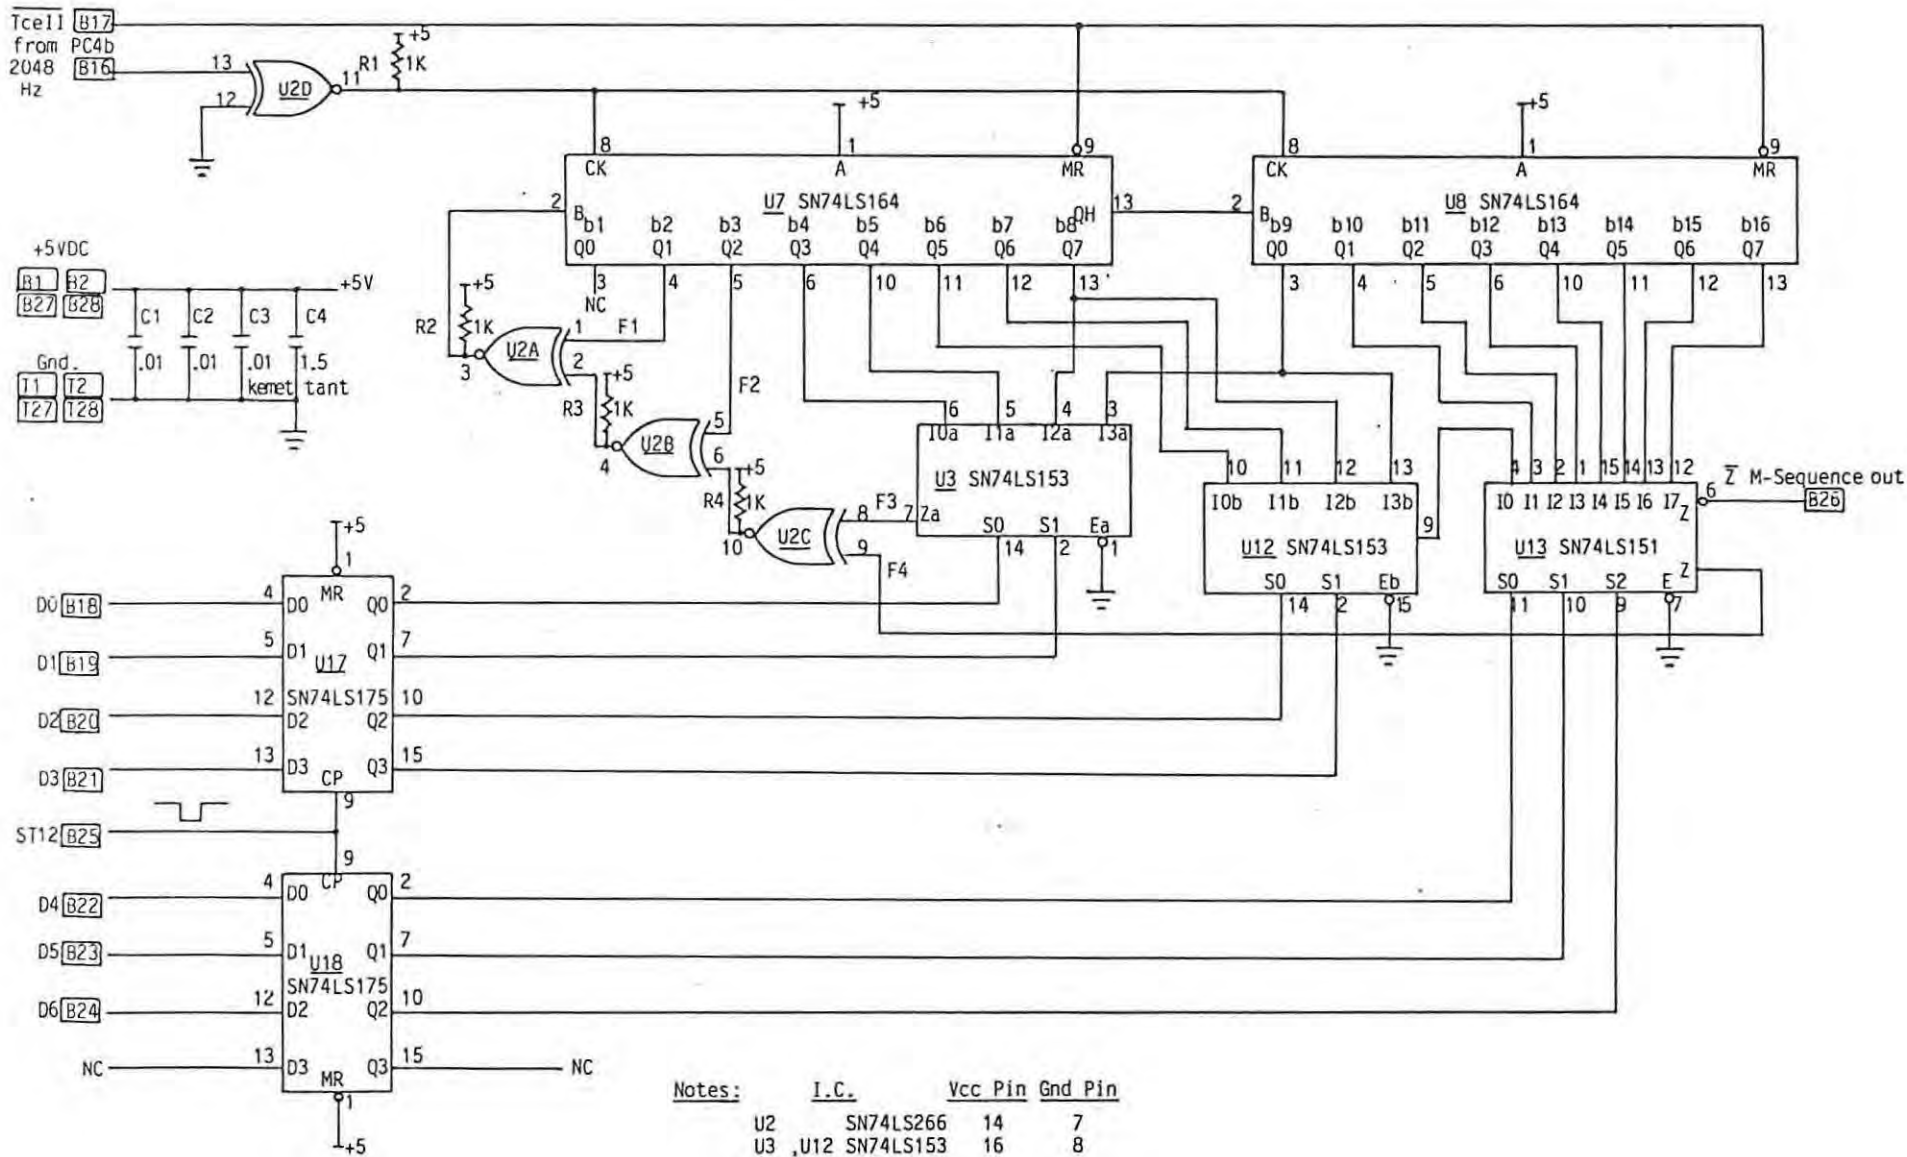 Tcell B17
from PC4b
2048 B16
Hz
13
12
U2D
11
R1
+5
1K
+5
+5
8
1
9
CK
A
MR
U7 SN74LS164
2
B
b1 b2 b3 b4 b5 b6 b7 b8 QH
Q0 Q1 Q2 Q3 Q4 Q5 Q6 Q7
13
3 4 5 6 10 11 12 13
NC
8
1
9
CK
A
MR
U8 SN74LS164
2
B
b9 b10 b11 b12 b13 b14 b15 b16
Q0 Q1 Q2 Q3 Q4 Q5 Q6 Q7
3 4 5 6 10 11 12 13
+5VDC
B1 B2
B27 B28
+5V
C1 C2 C3 C4
.01 .01 .01 1.5
kemet tant
Gnd.
T1 T2
T27 T28
+5
R2
1K
U2A
1
2
3
F1
+5
R3
1K
U2B
5
6
4
F2
+5
R4
1K
U2C
8
9
10
F3
F4
6 5 4 3
I0a I1a I2a I3a
U3 SN74LS153
7
Za
S0 S1 Ea
14 2 1
10 11 12 13
I0b I1b I2b I3b
9
U12 SN74LS153
S0 S1 Eb
14 2 15
4 3 2 1 15 14 13 12
I0 I1 I2 I3 I4 I5 I6 I7
Z
6
Z M-Sequence out
B26
U13 SN74LS151
Z
S0 S1 S2 E
11 10 9 7
+5
1
MR
D0 B18 4 D0 Q0 2
D1 B19 5 D1 Q1 7
U17
SN74LS175
D2 B20 12 D2 Q2 10
D3 B21 13 D3 Q3 15
CP
9
ST12 B25
9
CP
D4 B22 4 D0 Q0 2
D5 B23 5 D1 Q1 7
U18
SN74LS175
D6 B24 12 D2 Q2 10
NC 13 D3 Q3 15 NC
MR
1
+5
Notes: I.C. Vcc Pin Gnd Pin
U2 SN74LS266 14 7
U3 ,U12 SN74LS153 16 8